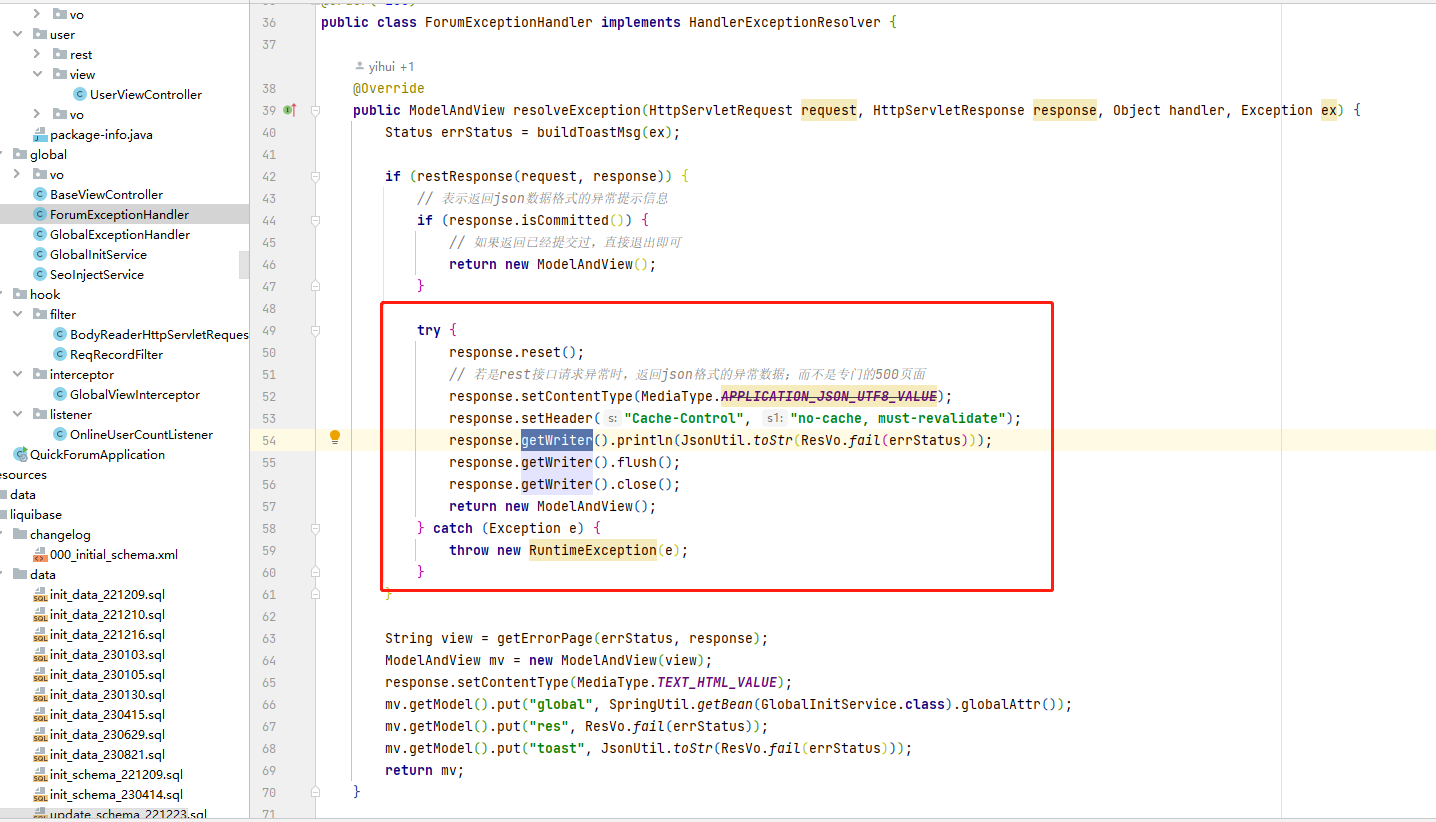 vo
user
rest
view
UserViewController
vo
package-info.java
global
vo
BaseViewController
ForumExceptionHandler
GlobalExceptionHandler
GlobalInitService
SeoInjectService
hook
filter
BodyReaderHttpServletReques
ReqRecordFilter
interceptor
GlobalViewInterceptor
listener
OnlineUserCountListener
QuickForumApplication
esources
data
liquibase
changelog
000_initial_schema.xml
data
init_data_221209.sql
init_data_221210.sql
init_data_221216.sql
init_data_230103.sql
init_data_230105.sql
init_data_230130.sql
init_data_230415.sql
init_data_230629.sql
init_data_230821.sql
init_schema_221209.sql
init_schema_230414.sql
update_schema_221223.sql
36 public class ForumExceptionHandler implements HandlerExceptionResolver {
37
yihui +1
38 @Override
39 public ModelAndView resolveException(HttpServletRequest request, HttpServletResponse response, Object handler, Exception ex) {
40 Status errStatus = buildToastMsg(ex);
41
42 if (restResponse(request, response)) {
43 // 表示返回json数据格式的异常提示信息
44 if (response.isCommitted()) {
45 // 如果返回已经提交过，直接退出即可
46 return new ModelAndView();
47 }
48
49 try {
50 response.reset();
51 // 若是rest接口请求异常时，返回json格式的异常数据；而不是专门的500页面
52 response.setContentType(MediaType.APPLICATION_JSON_UTF8_VALUE);
53 response.setHeader( s: "Cache-Control", s1: "no-cache, must-revalidate");
54 response.getWriter().println(JsonUtil.toStr(ResVo.fail(errStatus)));
55 response.getWriter().flush();
56 response.getWriter().close();
57 return new ModelAndView();
58 } catch (Exception e) {
59 throw new RuntimeException(e);
60 }
61 }
62
63 String view = getErrorPage(errStatus, response);
64 ModelAndView mv = new ModelAndView(view);
65 response.setContentType(MediaType.TEXT_HTML_VALUE);
66 mv.getModel().put("global", SpringUtil.getBean(GlobalInitService.class).globalAttr());
67 mv.getModel().put("res", ResVo.fail(errStatus));
68 mv.getModel().put("toast", JsonUtil.toStr(ResVo.fail(errStatus)));
69 return mv;
70 }
71